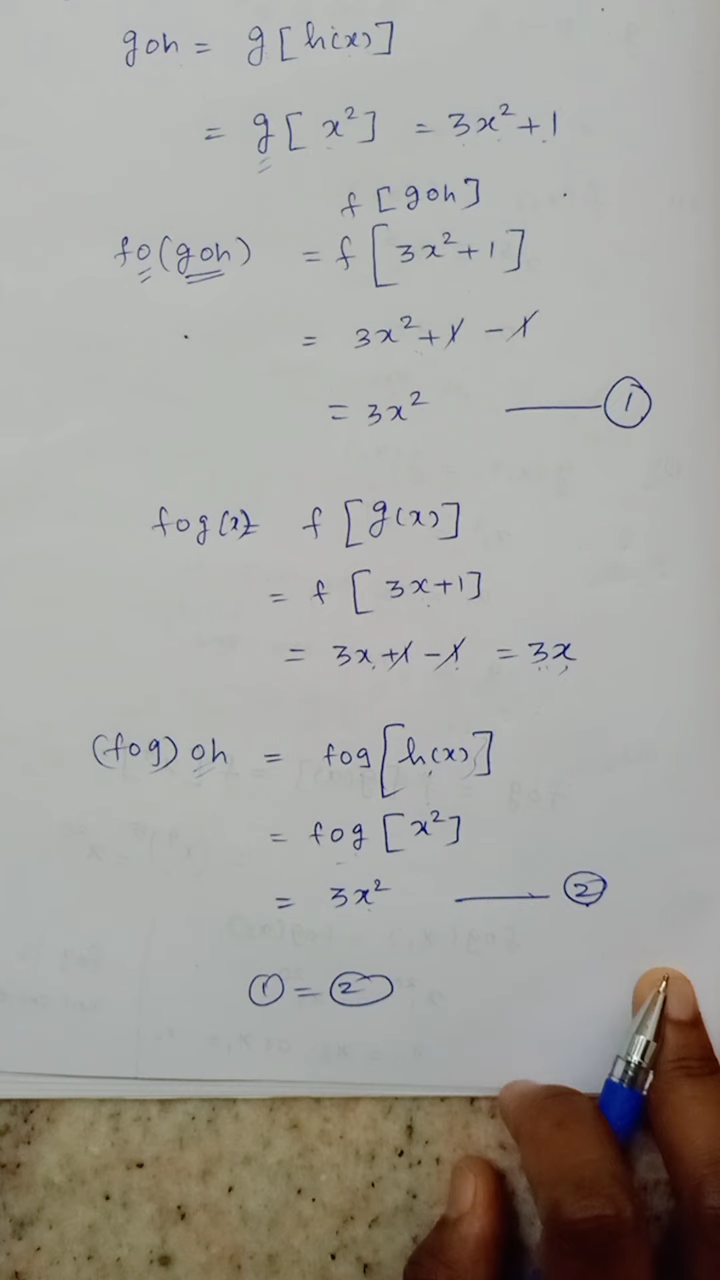 goh = g[h(x)]
= g[x²] = 3x²+1
f[goh]
fo(goh) = f[3x²+1]
= 3x²+1 -1
= 3x² —— ①
fog(x)= f[g(x)]
= f[3x+1]
= 3x+1-1 = 3x
(fog)oh = fog[h(x)]
= fog[x²]
= 3x² —— ②
① = ②